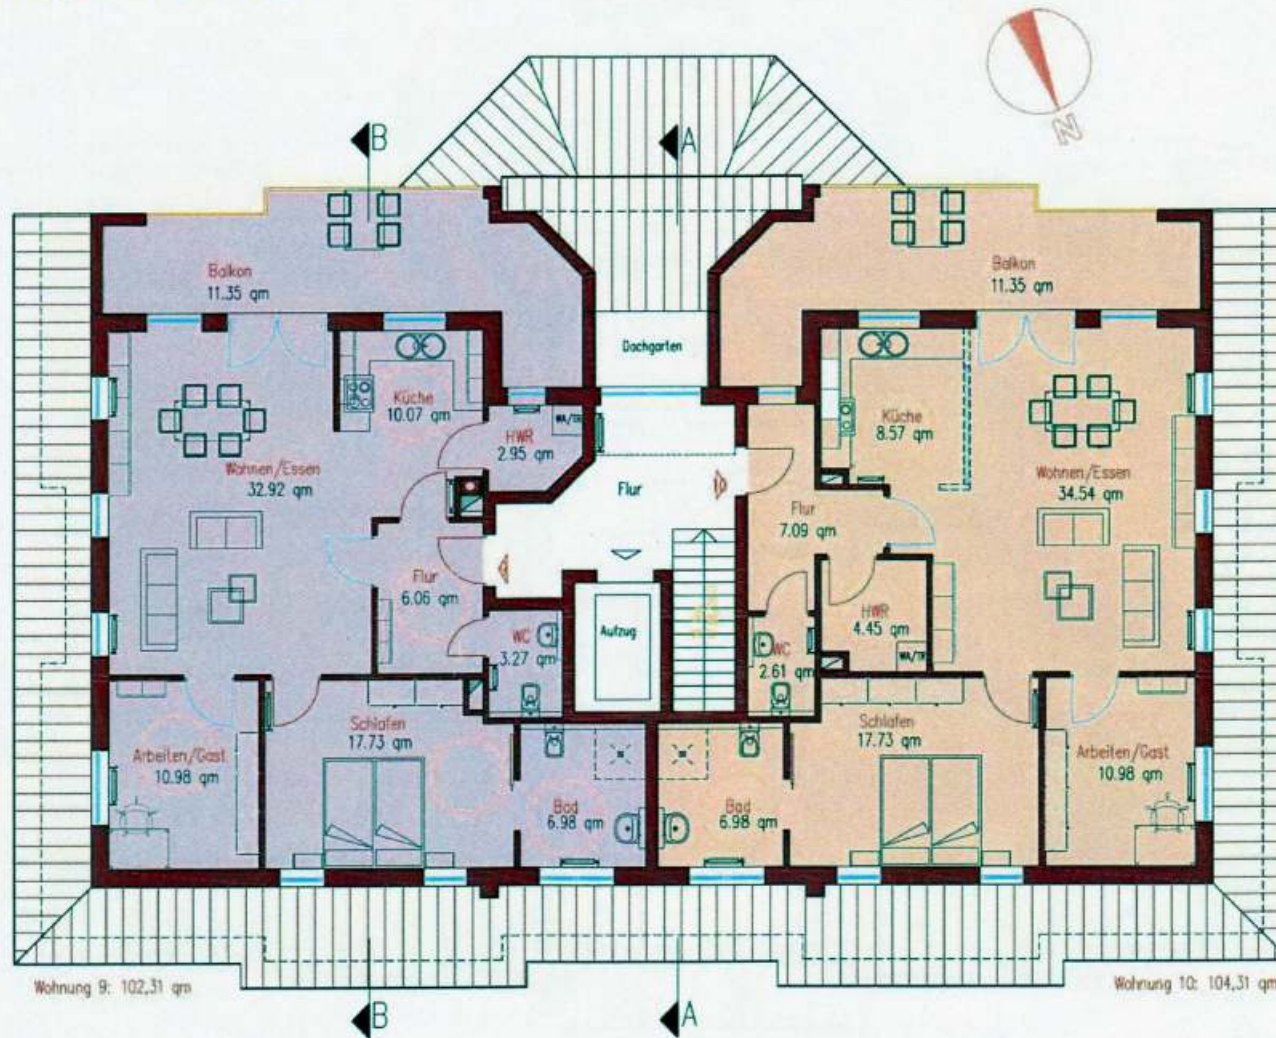 N
B
A
Balkon
11.35 qm
Balkon
11.35 qm
Dachgarten
Küche
10.07 qm
Küche
8.57 qm
WA/TR
HWR
2.95 qm
Wohnen/Essen
32.92 qm
Flur
Wohnen/Essen
34.54 qm
Flur
7.09 qm
Flur
6.06 qm
HWR
4.45 qm
WA/TR
WC
3.27 qm
Aufzug
WC
2.61 qm
Schlafen
17.73 qm
Schlafen
17.73 qm
Arbeiten/Gast
10.98 qm
Arbeiten/Gast
10.98 qm
Bad
6.98 qm
Bad
6.98 qm
Wohnung 9: 102,31 qm
Wohnung 10: 104,31 qm
B
A